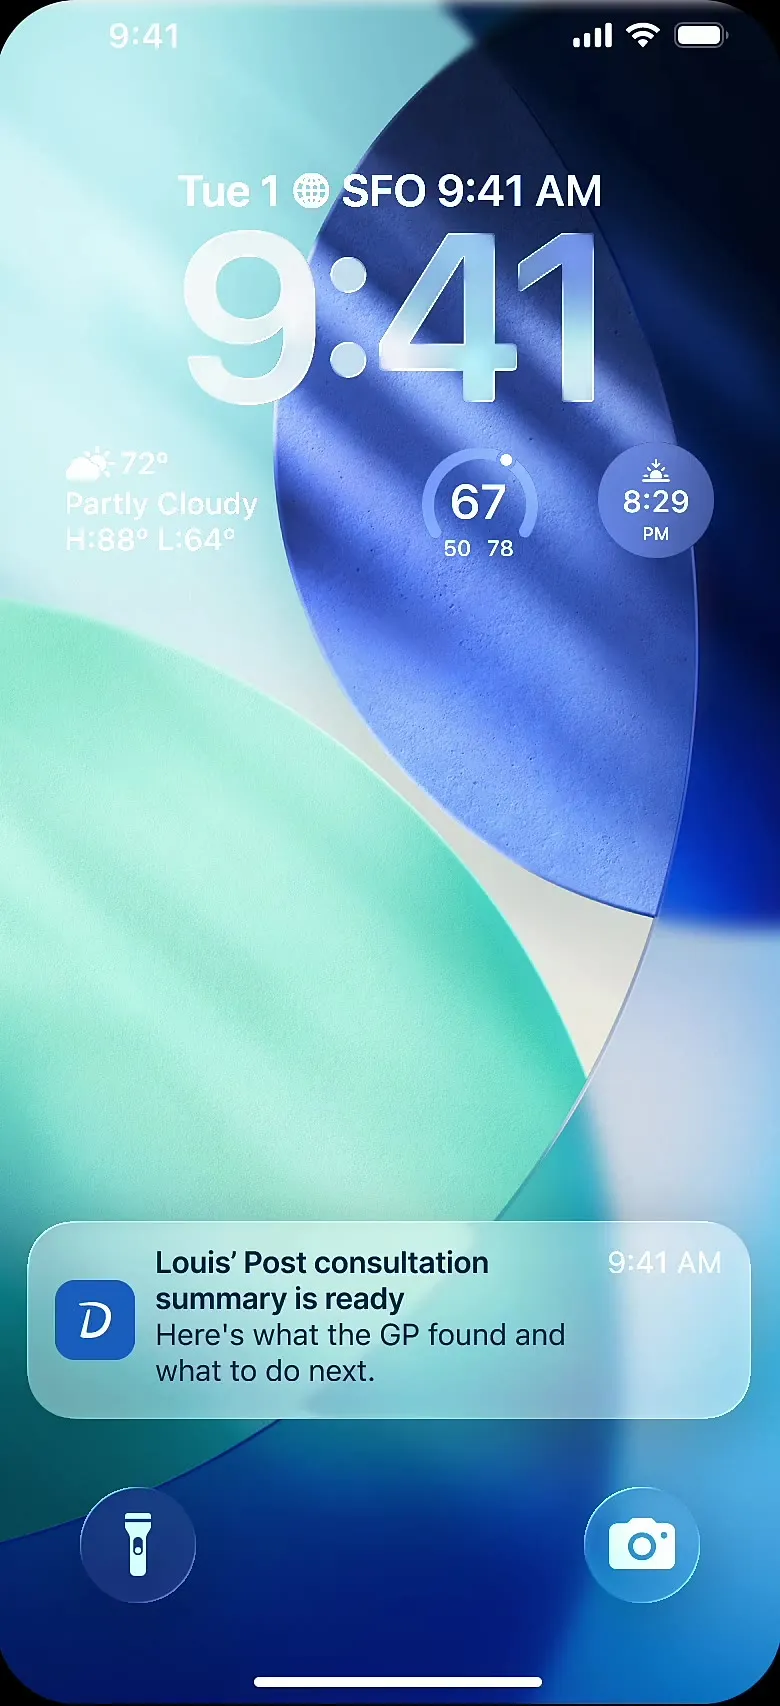 9:41
Tue 1 SFO 9:41 AM
9:41
72°
Partly Cloudy
H:88° L:64°
67
50 78
8:29
PM
Louis’ Post consultation
summary is ready
9:41 AM
Here's what the GP found and
what to do next.
D